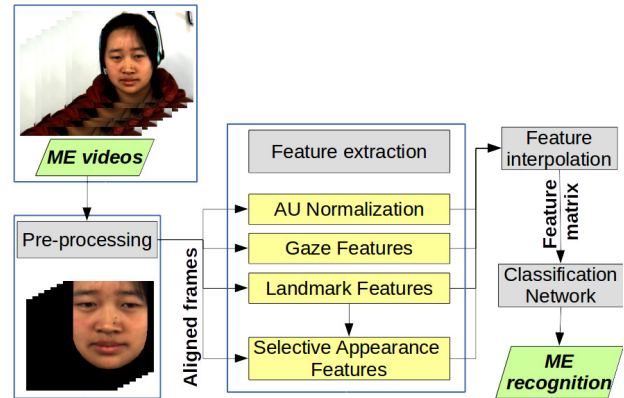 ME videos
Pre-processing
Aligned frames
Feature extraction
AU Normalization
Gaze Features
Landmark Features
Selective Appearance
Features
Feature
interpolation
Feature
matrix
Classification
Network
ME
recognition